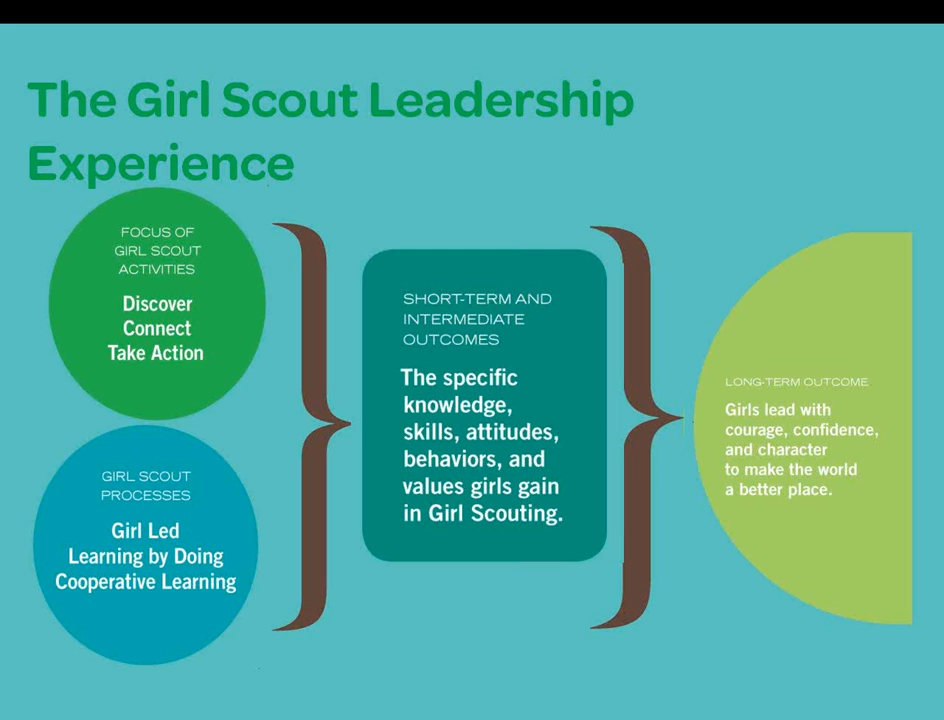 The Girl Scout Leadership
Experience
FOCUS OF
GIRL SCOUT
ACTIVITIES
Discover
Connect
Take Action
GIRL SCOUT
PROCESSES
Girl Led
Learning by Doing
Cooperative Learning
SHORT-TERM AND
INTERMEDIATE
OUTCOMES
The specific
knowledge,
skills, attitudes,
behaviors, and
values girls gain
in Girl Scouting.
LONG-TERM OUTCOME
Girls lead with
courage, confidence,
and character
to make the world
a better place.